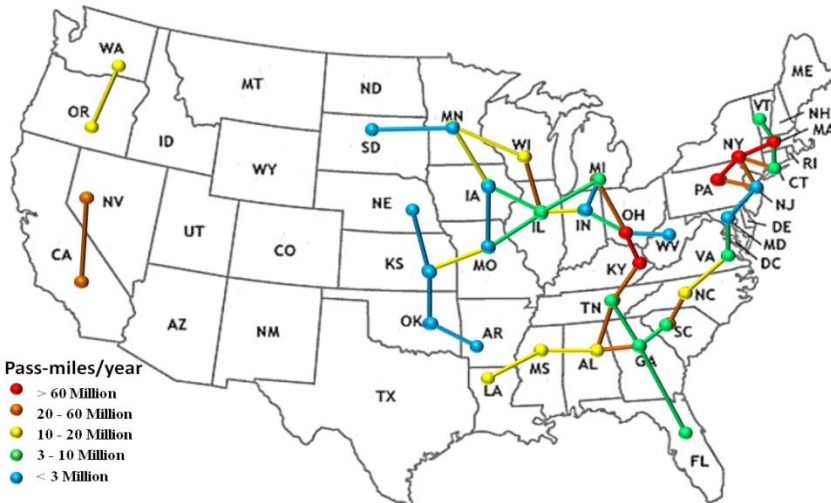 WA
ME
MT
ND
VT
MN
NH
OR
MA
ID
SD
WI
NY
MI
WY
RI
CT
PA
IA
NE
NJ
NV
OH
IL
IN
DE
UT
WV
MD
CA
CO
KS
MO
VA
DC
KY
NC
TN
OK
AR
SC
AZ
NM
MS
AL
GA
LA
TX
FL
Pass-miles/year
> 60 Million
20 - 60 Million
10 - 20 Million
3 - 10 Million
< 3 Million